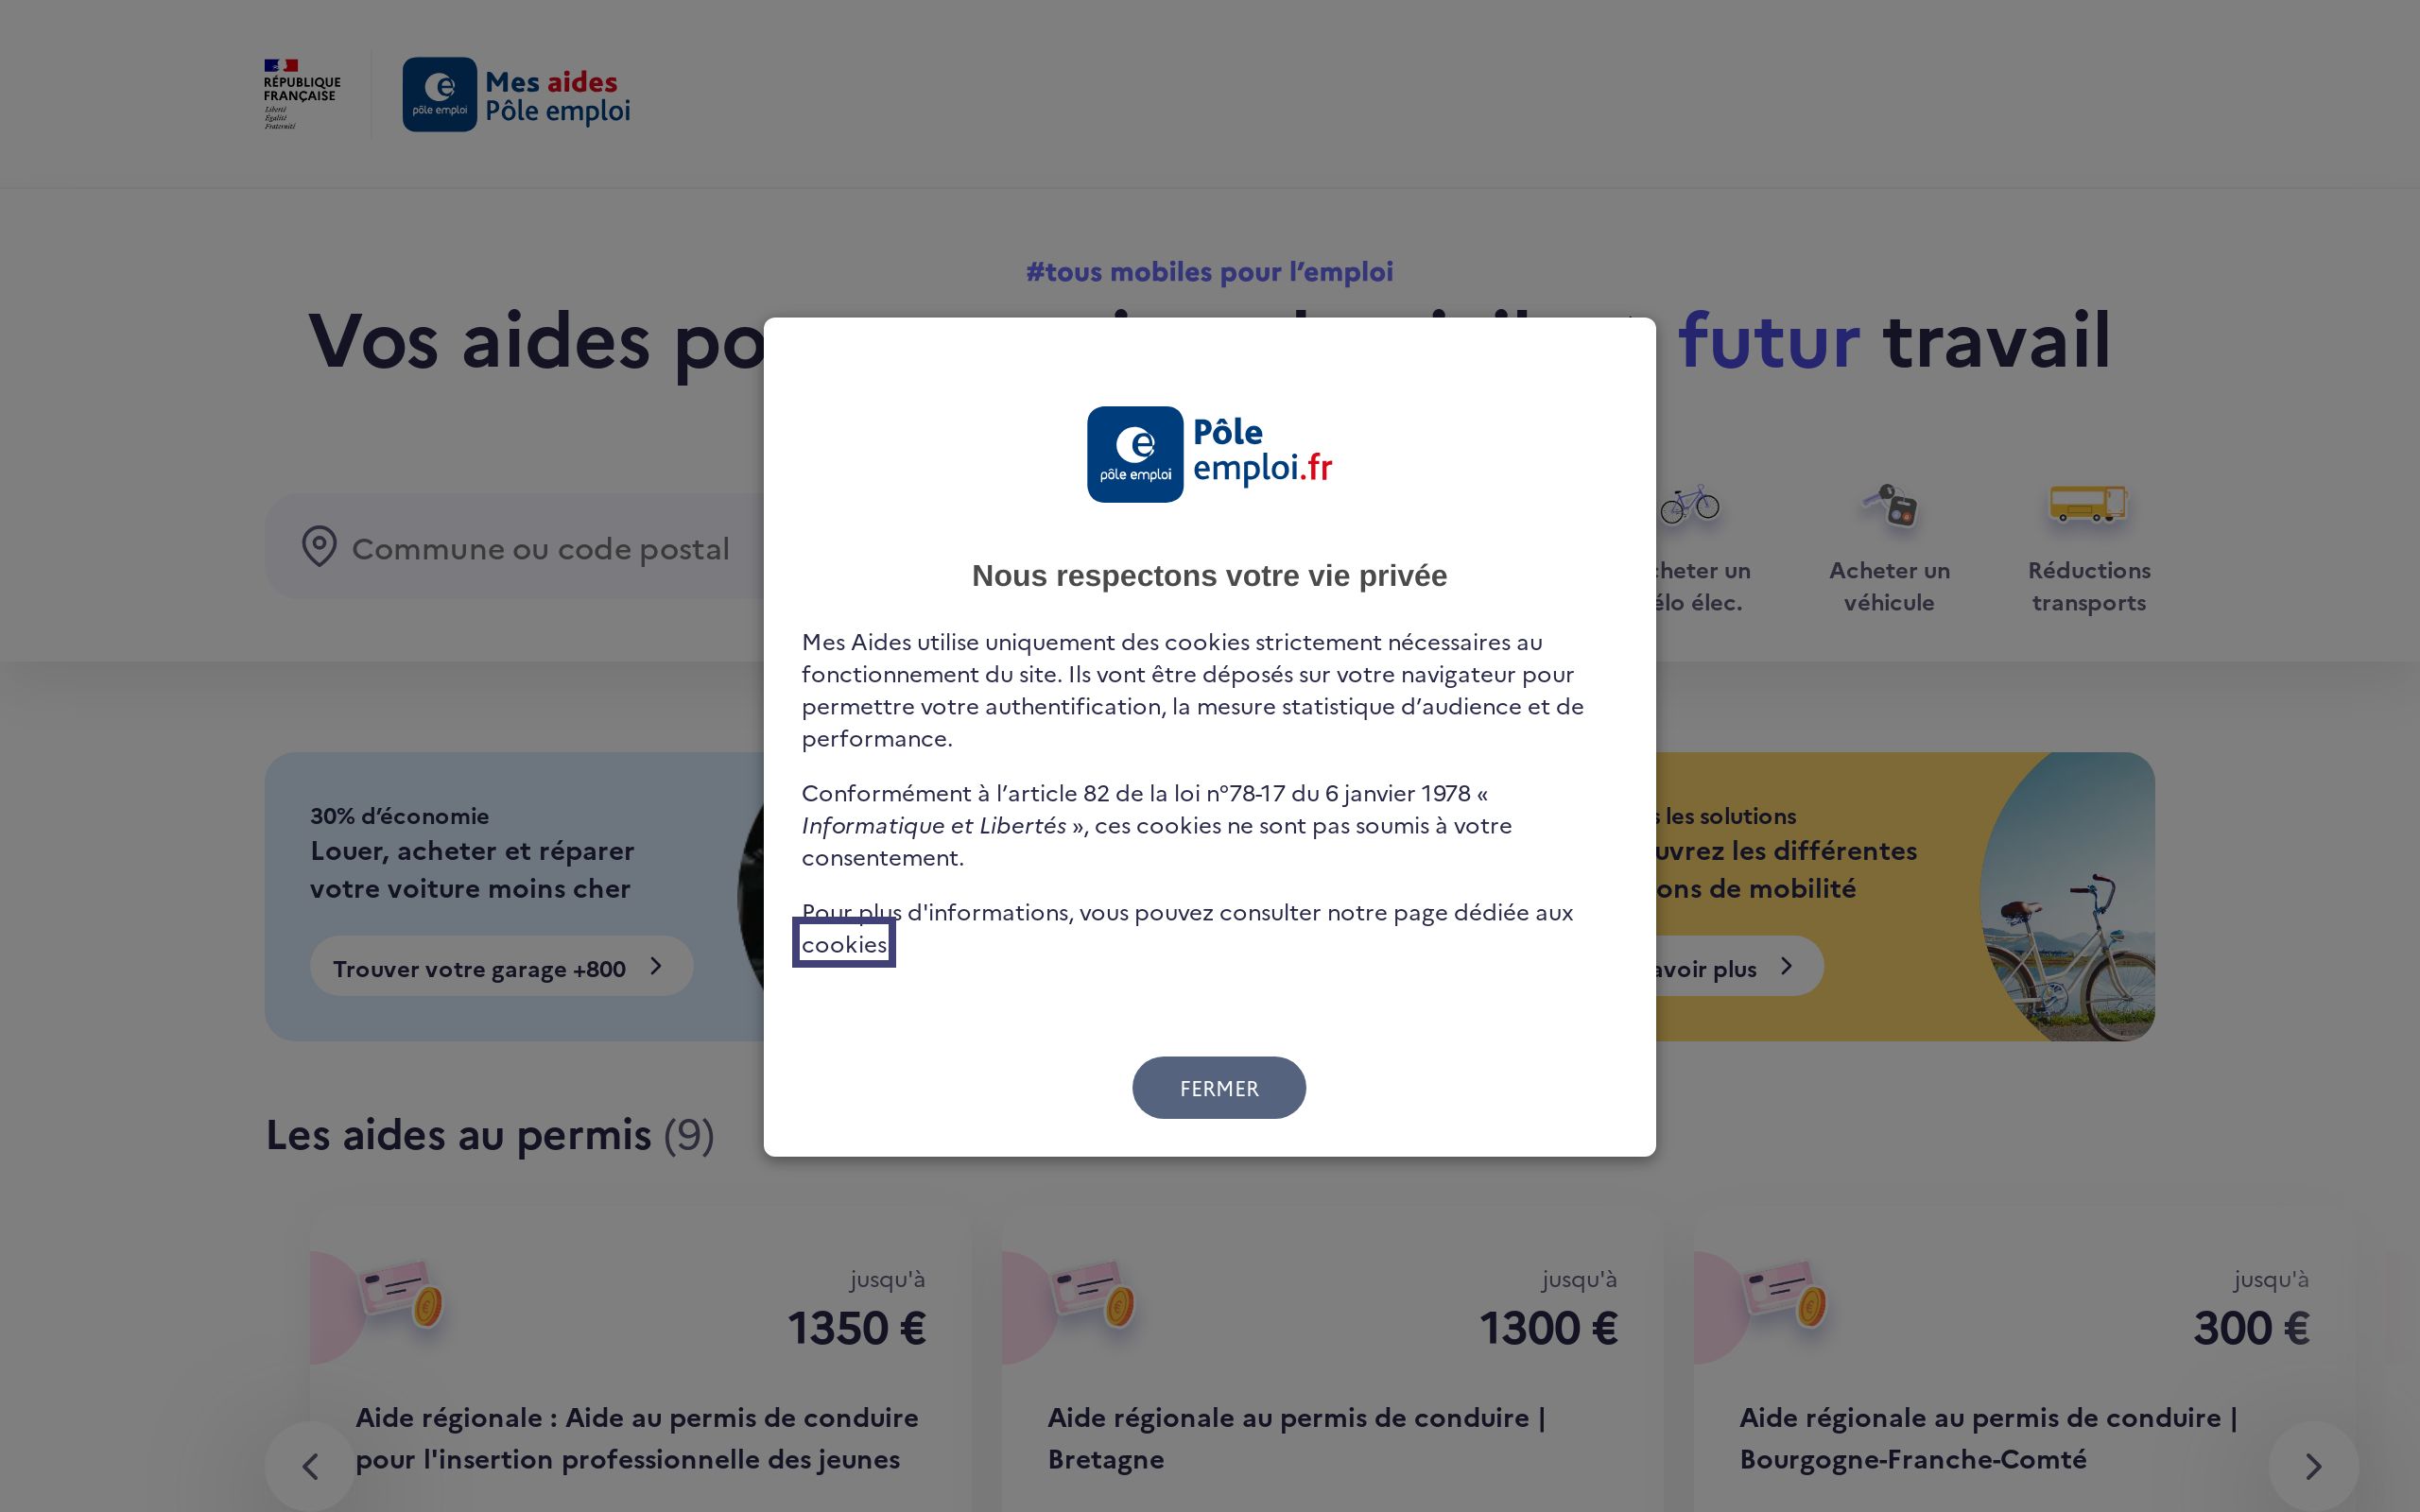 RÉPUBLIQUE
FRANÇAISE
Liberté
Égalité
Fraternité
pôle emploi
Mes aides
Pôle emploi
#tous mobiles pour l’emploi
Vos aides po
futur travail
Commune ou code postal
cheter un
élo élec.
Acheter un
véhicule
Réductions
transports
pôle emploi
Pôle
emploi.fr
Nous respectons votre vie privée
Mes Aides utilise uniquement des cookies strictement nécessaires au
fonctionnement du site. Ils vont être déposés sur votre navigateur pour
permettre votre authentification, la mesure statistique d’audience et de
performance.
Conformément à l’article 82 de la loi n°78-17 du 6 janvier 1978 «
Informatique et Libertés », ces cookies ne sont pas soumis à votre
consentement.
Pour plus d'informations, vous pouvez consulter notre page dédiée aux
cookies
FERMER
30% d’économie
Louer, acheter et réparer
votre voiture moins cher
Trouver votre garage +800
s les solutions
uvrez les différentes
ons de mobilité
avoir plus
Les aides au permis (9)
jusqu'à
1350 €
Aide régionale : Aide au permis de conduire
pour l'insertion professionnelle des jeunes
jusqu'à
1300 €
Aide régionale au permis de conduire |
Bretagne
jusqu'à
300 €
Aide régionale au permis de conduire |
Bourgogne-Franche-Comté